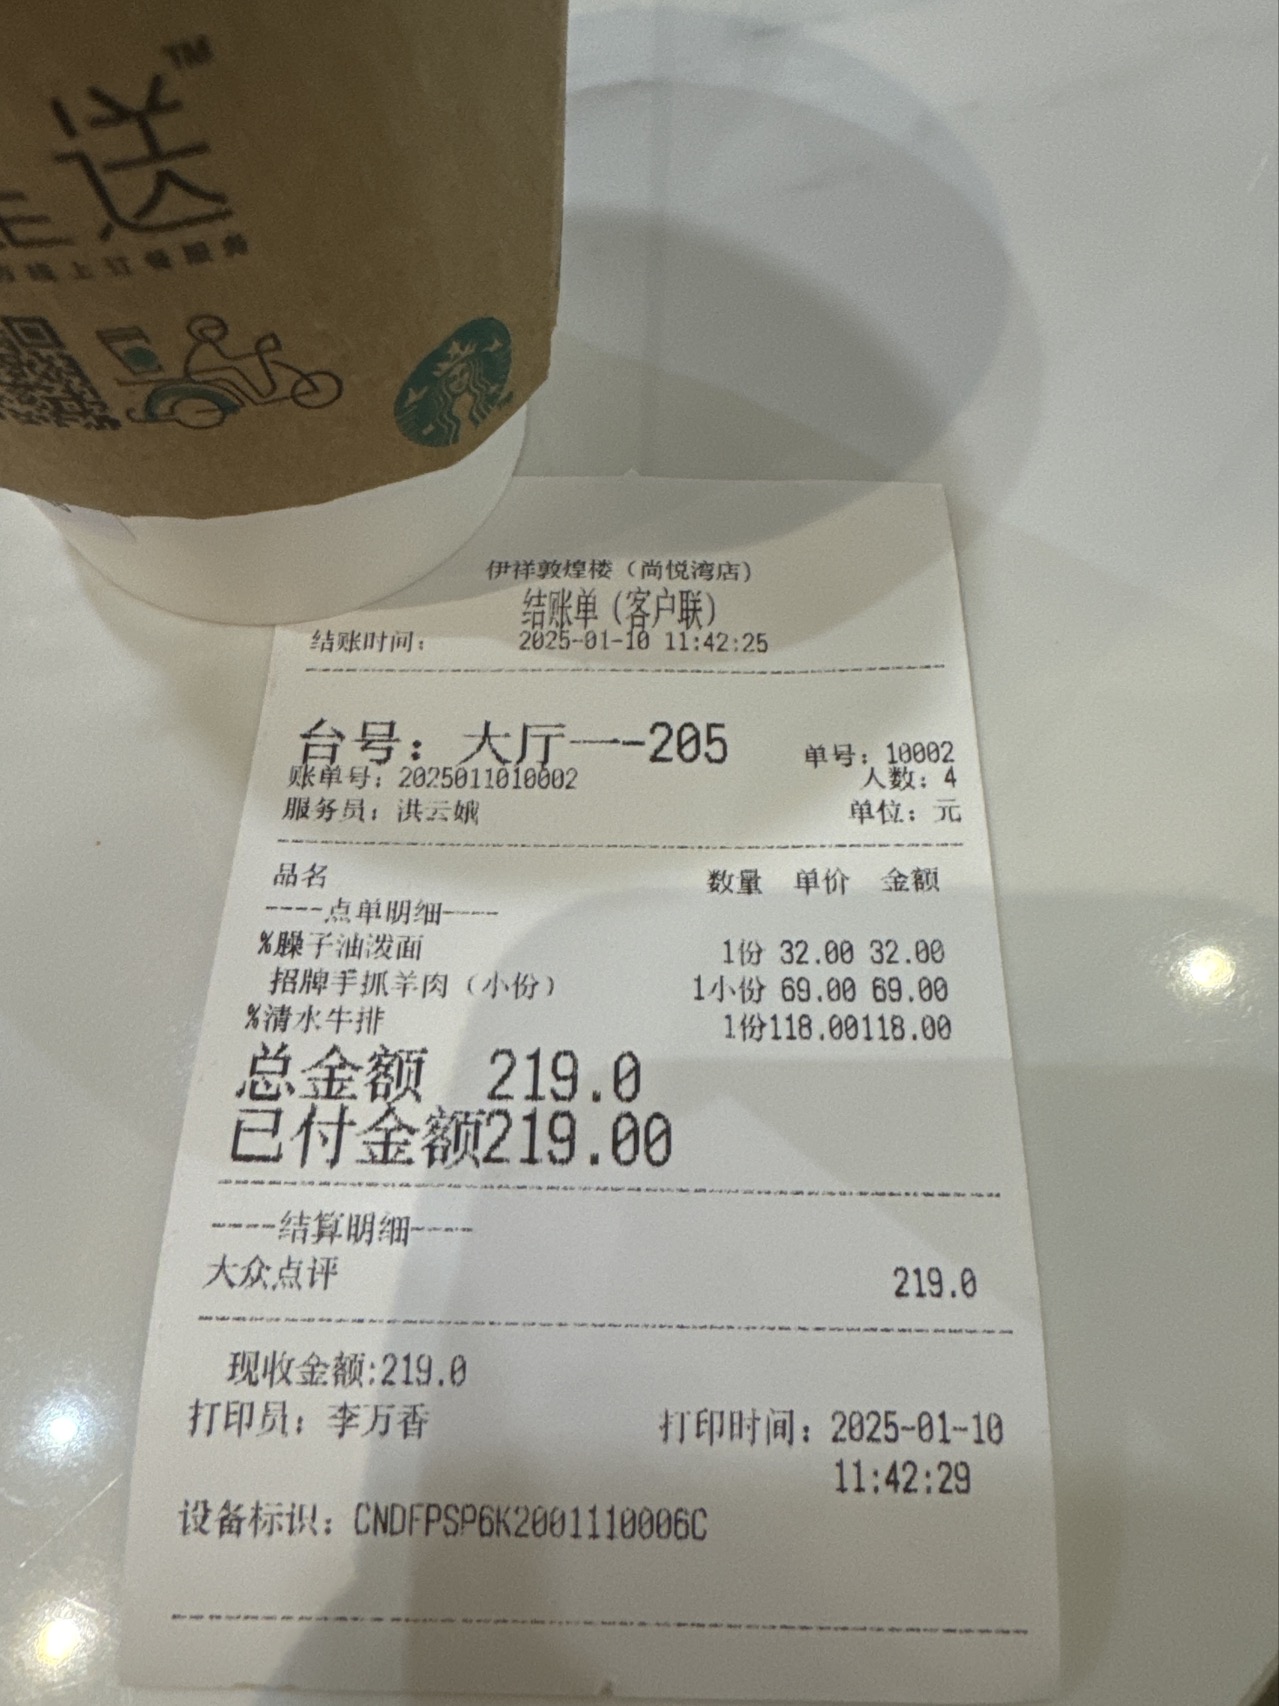 送™
伊祥敦煌楼（尚悦湾店）
结账单（客户联）
结账时间： 2025-01-10 11:42:25
台号：大厅一-205 单号：10002
账单号：2025011010002 人数：4
服务员：洪云娥 单位：元
品名 数量 单价 金额
----点单明细----
%臊子油泼面 1份 32.00 32.00
招牌手抓羊肉（小份） 1小份 69.00 69.00
%清水牛排 1份118.00118.00
总金额 219.0
已付金额219.00
----结算明细----
大众点评 219.0
现收金额:219.0
打印员：李万香 打印时间：2025-01-10
11:42:29
设备标识：CNDFPSP6K2001110006C